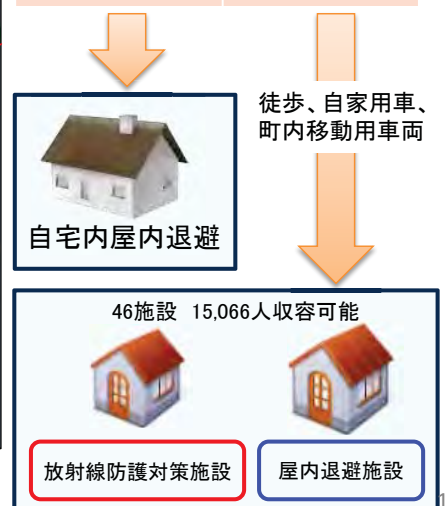 徒歩、自家用車、
町内移動用車両
自宅内屋内退避
46施設 15,066人収容可能
放射線防護対策施設
屋内退避施設
1